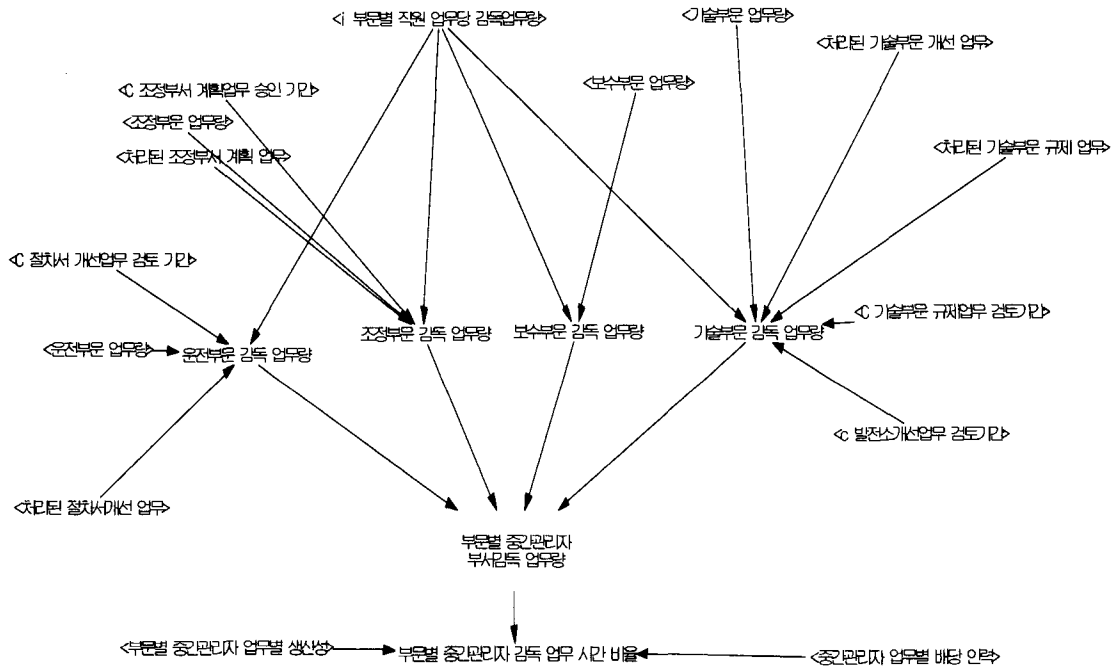 <i 부문별 직원 업무당 감독업무량>
<기술부문 업무량>
<처리된 기술부문 개선 업무>
<C 조정부서 계획업무 승인 기간>
<보수부문 업무량>
<조정부문 업무량>
<처리된 조정부서 계획 업무>
<처리된 기술부문 규제 업무>
<C 절차서 개선업무 검토 기간>
<C 기술부문 규제업무 검토기간>
조정부문 감독 업무량
보수부문 감독 업무량
기술부문 감독 업무량
<운전부문 업무량>
운전부문 감독 업무량
<c 발전소개선업무 검토기간>
<처리된 절차서개선 업무>
부문별 중간관리자
부서감독 업무량
<부문별 중간관리자 업무별 생산성>
부문별 중간관리자 감독 업무 시간 비율
<중간관리자 업무별 배당 인력>